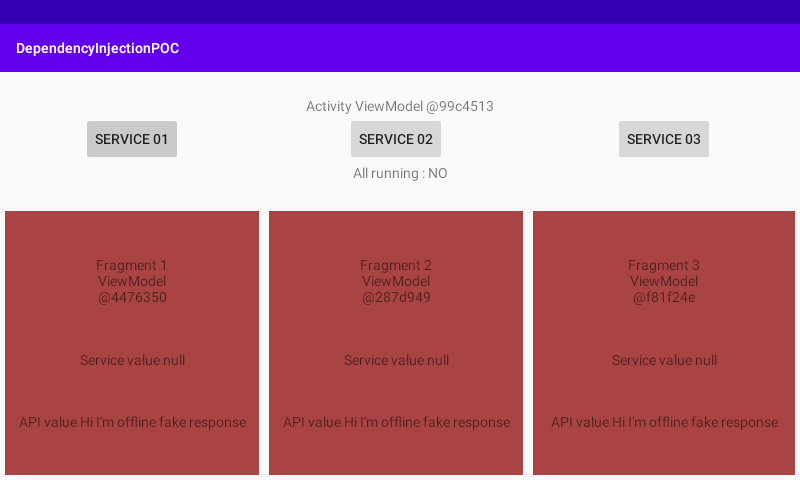 DependencyInjectionPOC
Activity ViewModel @99c4513
SERVICE 01
SERVICE 02
SERVICE 03
All running : NO
Fragment 1
ViewModel
@4476350
Service value null
API value Hi I'm offline fake response
Fragment 2
ViewModel
@287d949
Service value null
API value Hi I'm offline fake response
Fragment 3
ViewModel
@f81f24e
Service value null
API value Hi I'm offline fake response